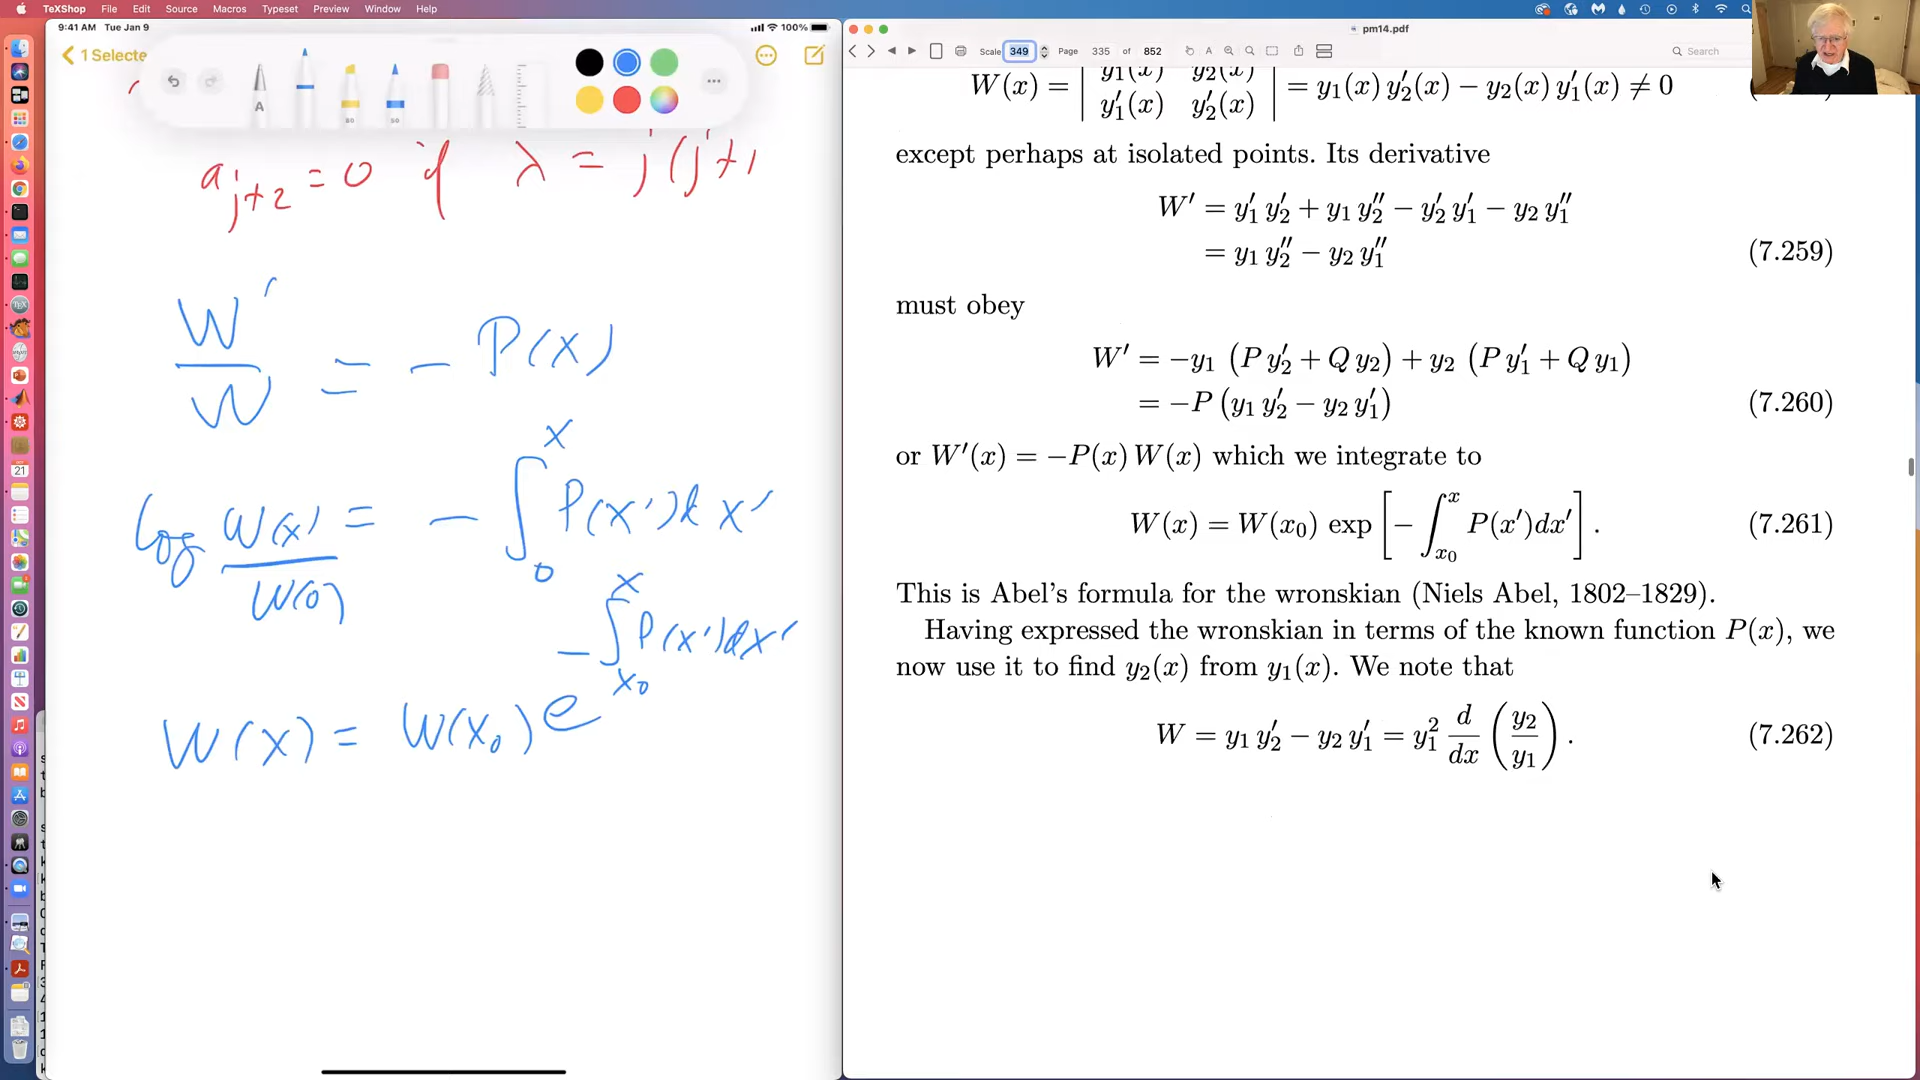 TeXShop File Edit Source Macros Typeset Preview Window Help
9:41 AM Tue Jan 9
100%
1 Selecte
A
80
50
a_{j+2} = 0 if λ = j(j+1
W'/W = − P(x)
log W(x)/W(0) = − ∫_0^x P(x')dx'
W(x) = W(x_0) e^{− ∫_{x_0}^x P(x')dx'}
21
pm14.pdf
Scale 349 Page 335 of 852 A Search
W(x) = | y_1(x) y_2(x) | = y_1(x) y_2'(x) − y_2(x) y_1'(x) ≠ 0
| y_1'(x) y_2'(x) |
except perhaps at isolated points. Its derivative
W' = y_1' y_2' + y_1 y_2'' − y_2' y_1' − y_2 y_1''
= y_1 y_2'' − y_2 y_1'' (7.259)
must obey
W' = −y_1 (P y_2' + Q y_2) + y_2 (P y_1' + Q y_1)
= −P (y_1 y_2' − y_2 y_1') (7.260)
or W'(x) = −P(x) W(x) which we integrate to
W(x) = W(x_0) exp [ − ∫_{x_0}^x P(x')dx' ] . (7.261)
This is Abel's formula for the wronskian (Niels Abel, 1802–1829).
Having expressed the wronskian in terms of the known function P(x), we
now use it to find y_2(x) from y_1(x). We note that
W = y_1 y_2' − y_2 y_1' = y_1^2 d/dx (y_2/y_1) . (7.262)